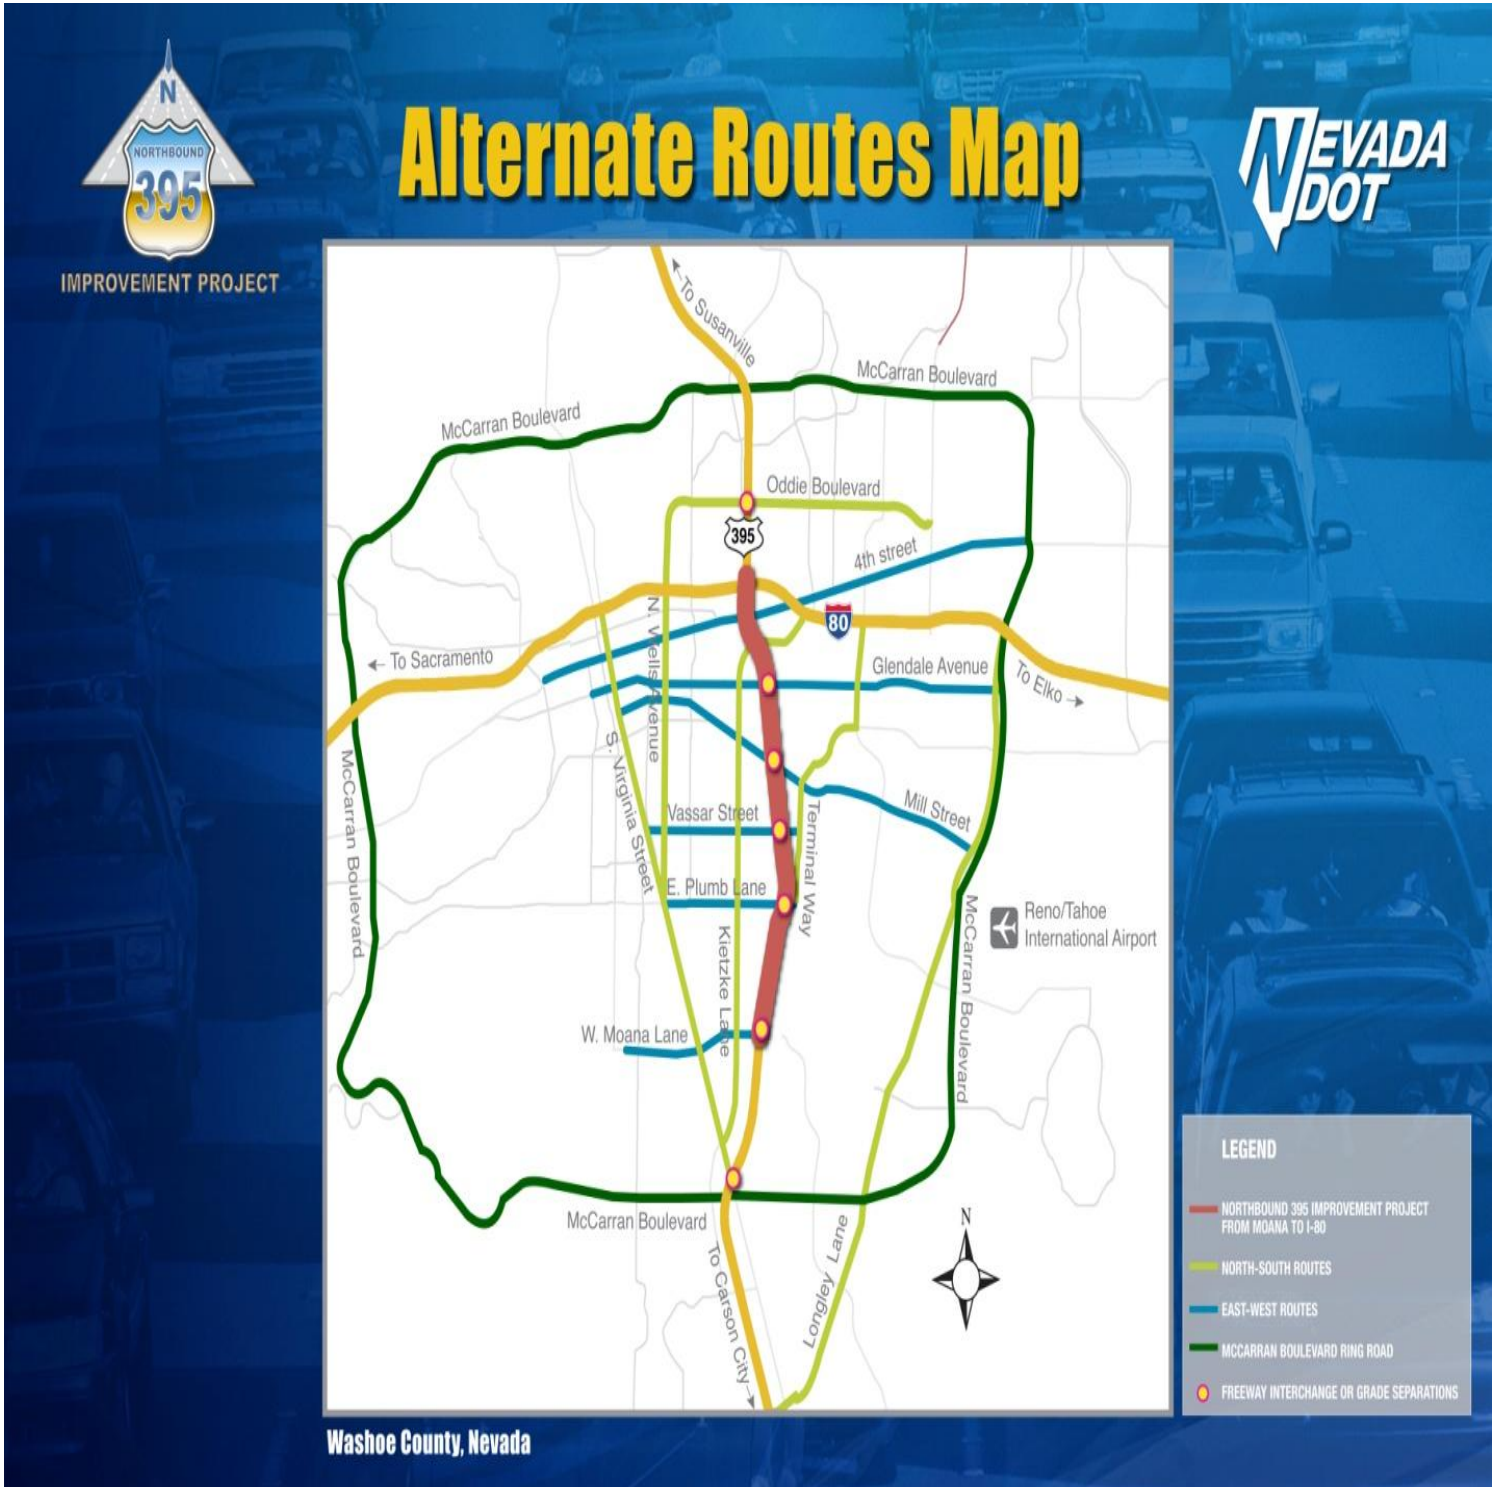 N
NORTHBOUND
395
IMPROVEMENT PROJECT
Alternate Routes Map
NEVADA
DOT
To Susanville
McCarran Boulevard
McCarran Boulevard
Oddie Boulevard
395
4th street
80
N. Wells Avenue
To Sacramento
Glendale Avenue
To Elko
McCarran Boulevard
S. Virginia Street
Vassar Street
Terminal Way
Mill Street
E. Plumb Lane
Kietzke Lane
McCarran Boulevard
Reno/Tahoe
International Airport
W. Moana Lane
McCarran Boulevard
To Carson City
Longley Lane
N
LEGEND
NORTHBOUND 395 IMPROVEMENT PROJECT
FROM MOANA TO I-80
NORTH-SOUTH ROUTES
EAST-WEST ROUTES
MCCARRAN BOULEVARD RING ROAD
FREEWAY INTERCHANGE OR GRADE SEPARATIONS
Washoe County, Nevada